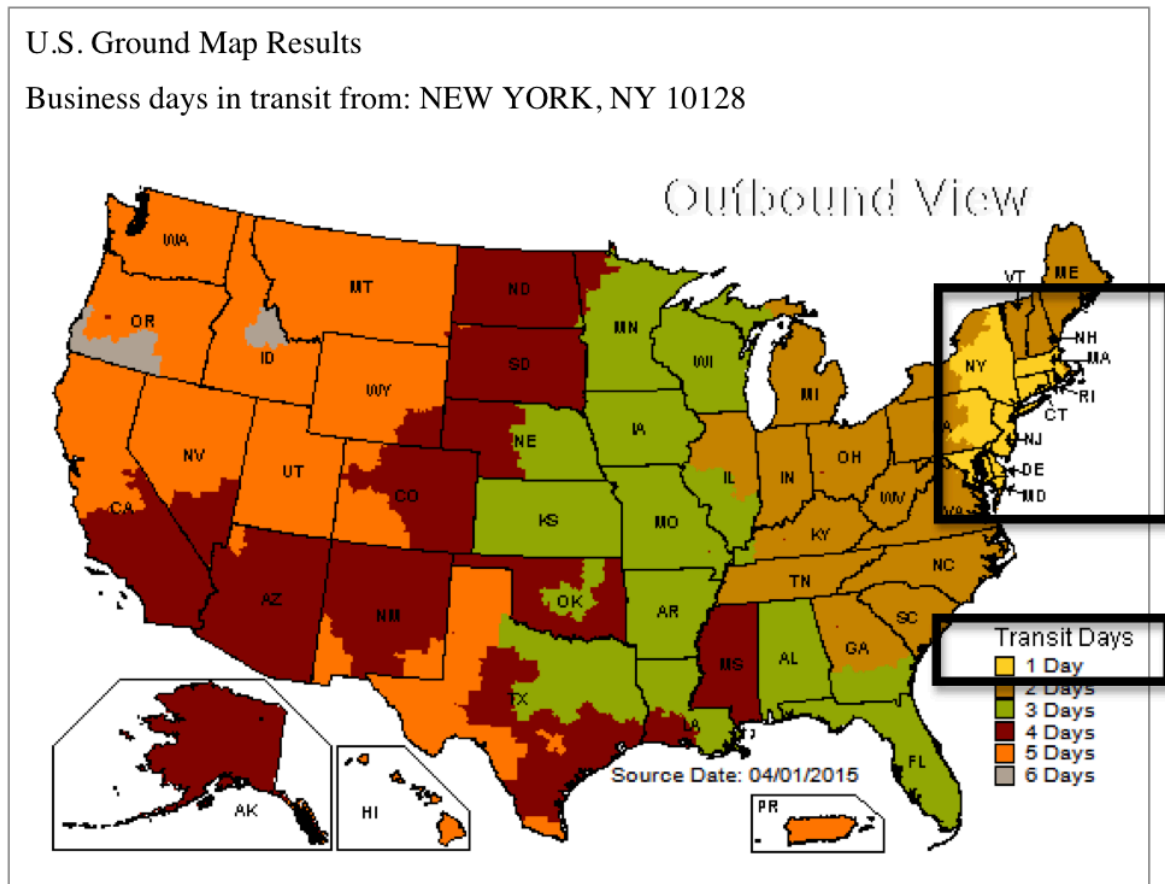 U.S. Ground Map Results
Business days in transit from: NEW YORK, NY 10128
Outbound View
WA
MT
ND
MN
VT
ME
OR
ID
SD
WI
NY
NH
MA
WY
MI
RI
CT
NE
IA
PA
NJ
NV
UT
CO
IL
IN
OH
DE
MD
CA
KS
MO
WV
VA
KY
NC
TN
AZ
NM
OK
AR
SC
MS
AL
GA
TX
LA
FL
AK
HI
PR
Transit Days
1 Day
2 Days
3 Days
4 Days
5 Days
6 Days
Source Date: 04/01/2015